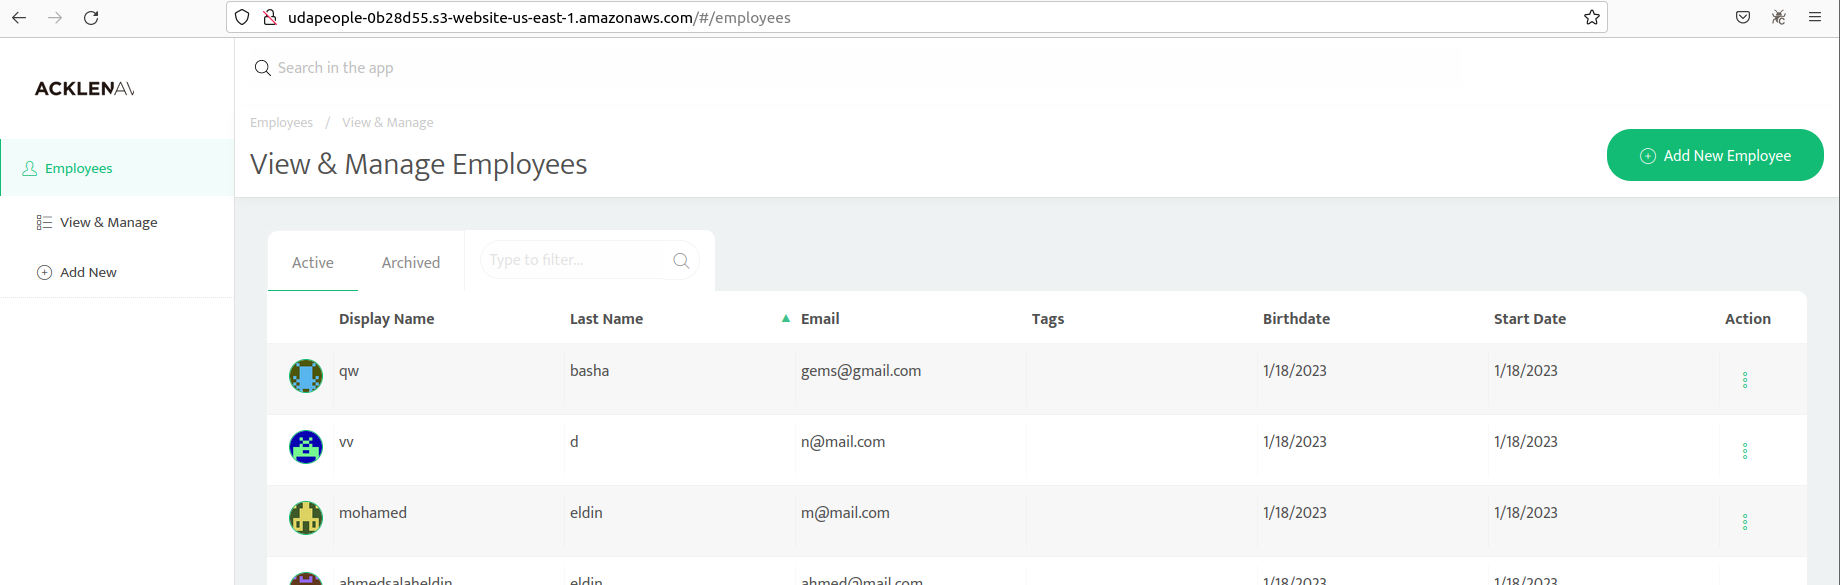 udapeople-0b28d55.s3-website-us-east-1.amazonaws.com/#/employees
ACKLENAV
Search in the app
Employees / View & Manage
View & Manage Employees
Add New Employee
Employees
View & Manage
Add New
Active Archived Type to filter...
Display Name Last Name Email Tags Birthdate Start Date Action
qw basha gems@gmail.com 1/18/2023 1/18/2023
vv d n@mail.com 1/18/2023 1/18/2023
mohamed eldin m@mail.com 1/18/2023 1/18/2023
ahmedsalaheldin eldin ahmed@mail.com 1/18/2023 1/18/2023